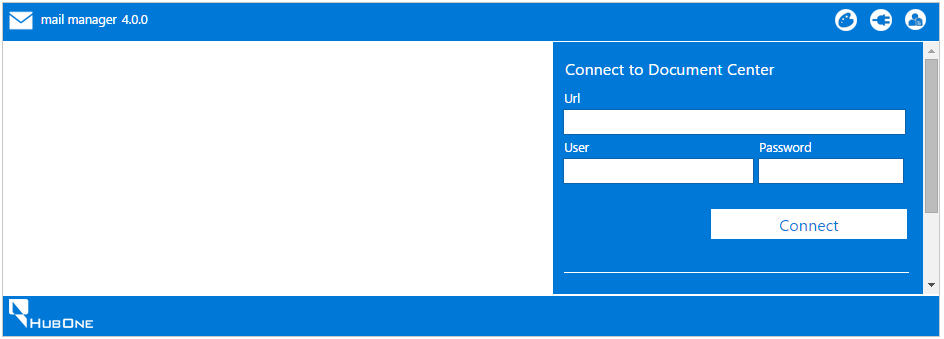 mail manager 4.0.0
Connect to Document Center
Url
User Password
Connect
HUBONE